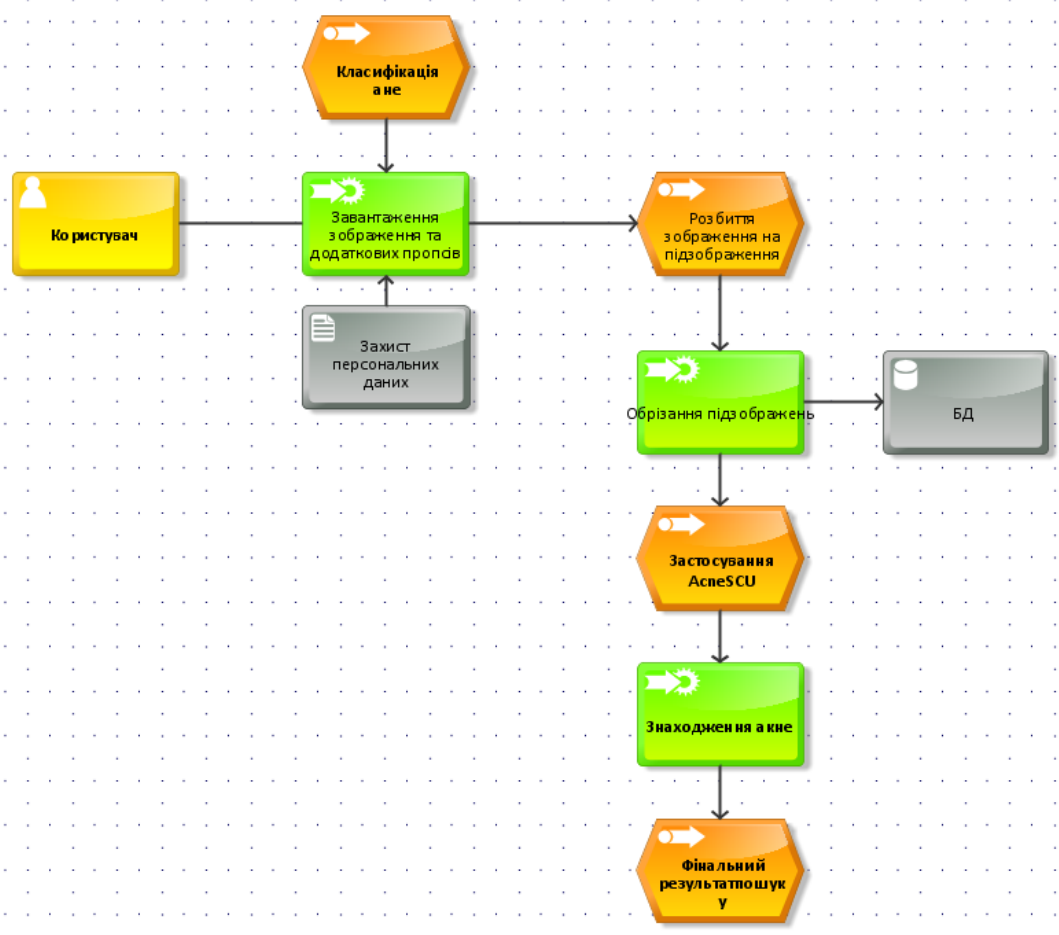 Класифікація
ане
Користувач
Завантаження
зображення та
додаткових пропсів
Розбиття
зображення на
підзображення
Захист
персональних
даних
Обрізання підзображень
БД
Застосування
AcneSCU
Знаходження акне
Фінальний
результатпошук
у